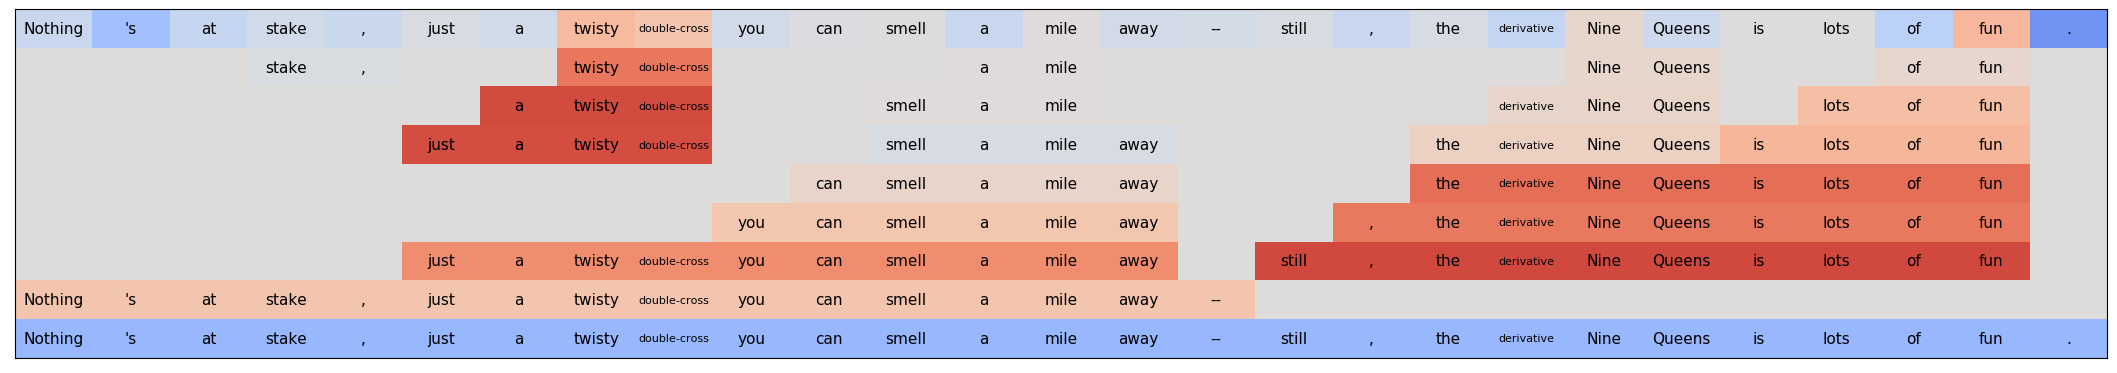 Nothing 's at stake , just a twisty double-cross you can smell a mile away -- still , the derivative Nine Queens is lots of fun .
stake , twisty double-cross a mile Nine Queens of fun
a twisty double-cross smell a mile derivative Nine Queens lots of fun
just a twisty double-cross smell a mile away the derivative Nine Queens is lots of fun
can smell a mile away the derivative Nine Queens is lots of fun
you can smell a mile away , the derivative Nine Queens is lots of fun
just a twisty double-cross you can smell a mile away still , the derivative Nine Queens is lots of fun
Nothing 's at stake , just a twisty double-cross you can smell a mile away --
Nothing 's at stake , just a twisty double-cross you can smell a mile away -- still , the derivative Nine Queens is lots of fun .